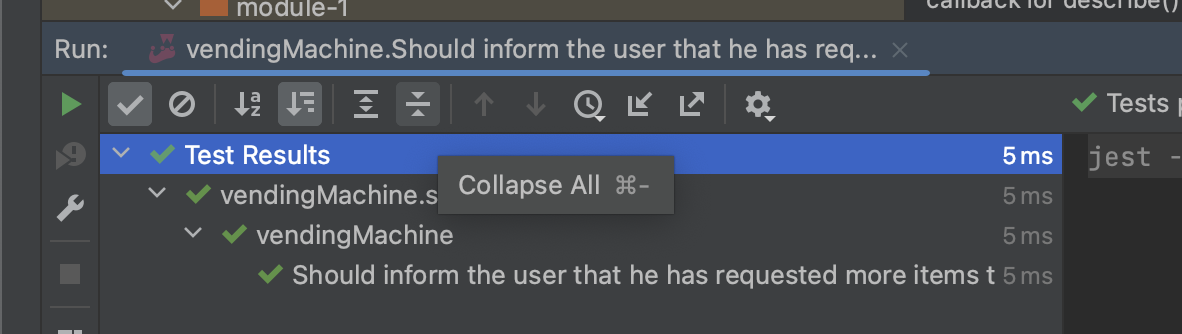 module-1
callback for describe()
Run: vendingMachine.Should inform the user that he has req... ×
Tests
Test Results 5 ms
jest -
Collapse All ⌘-
vendingMachine.s 5 ms
vendingMachine 5 ms
Should inform the user that he has requested more items t 5 ms